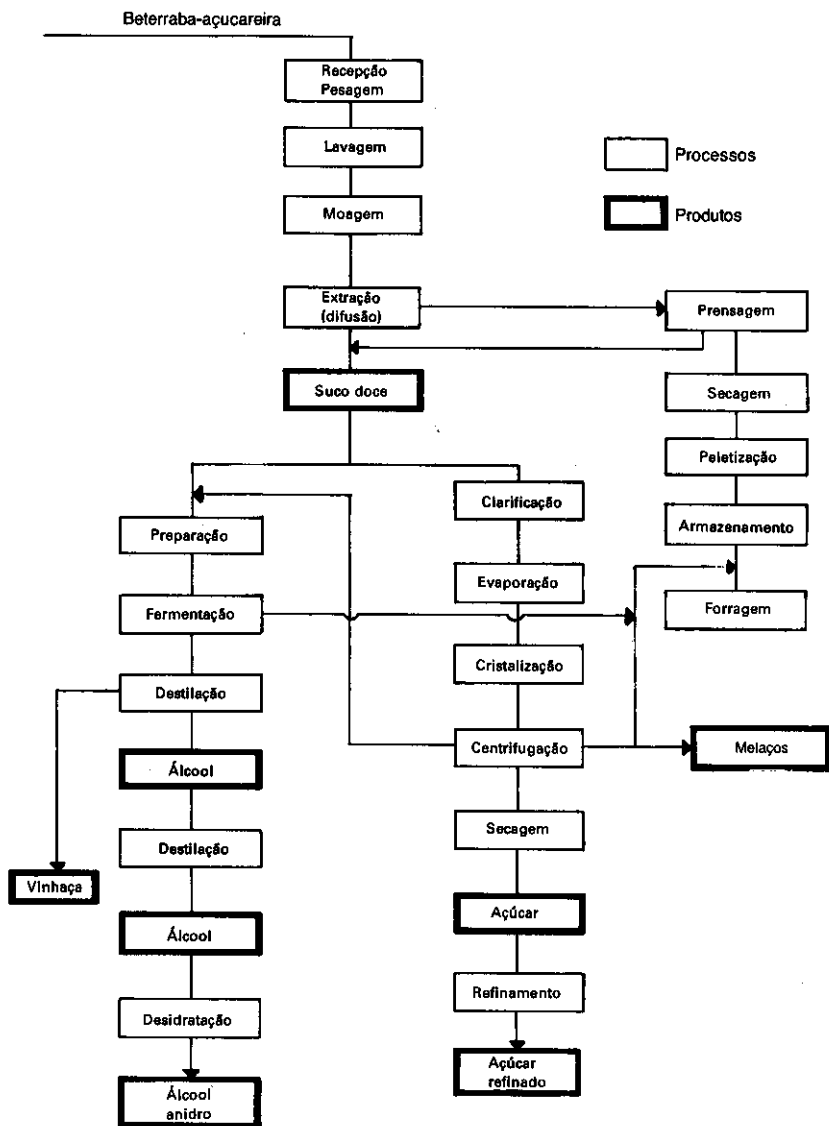 Beterraba-açucareira
Recepção
Pesagem
Lavagem
Moagem
Processos
Produtos
Extração
(difusão)
Prensagem
Suco doce
Secagem
Peletização
Armazenamento
Forragem
Preparação
Fermentação
Destilação
Álcool
Destilação
Vinhaça
Álcool
Desidratação
Álcool
anidro
Clarificação
Evaporação
Cristalização
Centrifugação
Melaços
Secagem
Açúcar
Refinamento
Açúcar
refinado